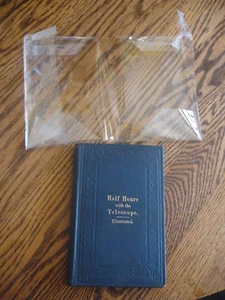 Half Hours
with the
Telescope.
Illustrated.